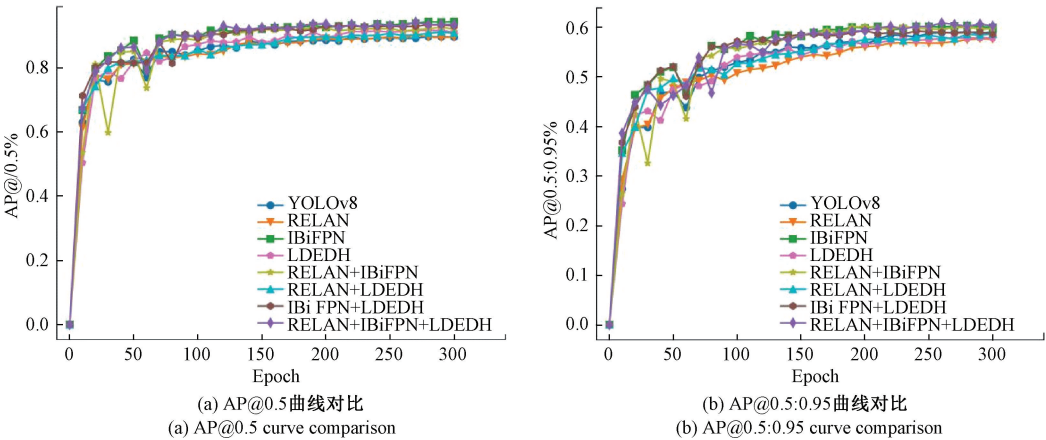 AP@/0.5%
0.8
0.6
0.4
0.2
0.0
YOLOv8
RELAN
IBiFPN
LDEDH
RELAN+IBiFPN
RELAN+LDEDH
IBi FPN+LDEDH
RELAN+IBiFPN+LDEDH
0 50 100 150 200 250 300
Epoch
(a) AP@0.5曲线对比
(a) AP@0.5 curve comparison
AP@0.5:0.95%
0.6
0.5
0.4
0.3
0.2
0.1
0.0
YOLOv8
RELAN
IBiFPN
LDEDH
RELAN+IBiFPN
RELAN+LDEDH
IBi FPN+LDEDH
RELAN+IBiFPN+LDEDH
0 50 100 150 200 250 300
Epoch
(b) AP@0.5:0.95曲线对比
(b) AP@0.5:0.95 curve comparison